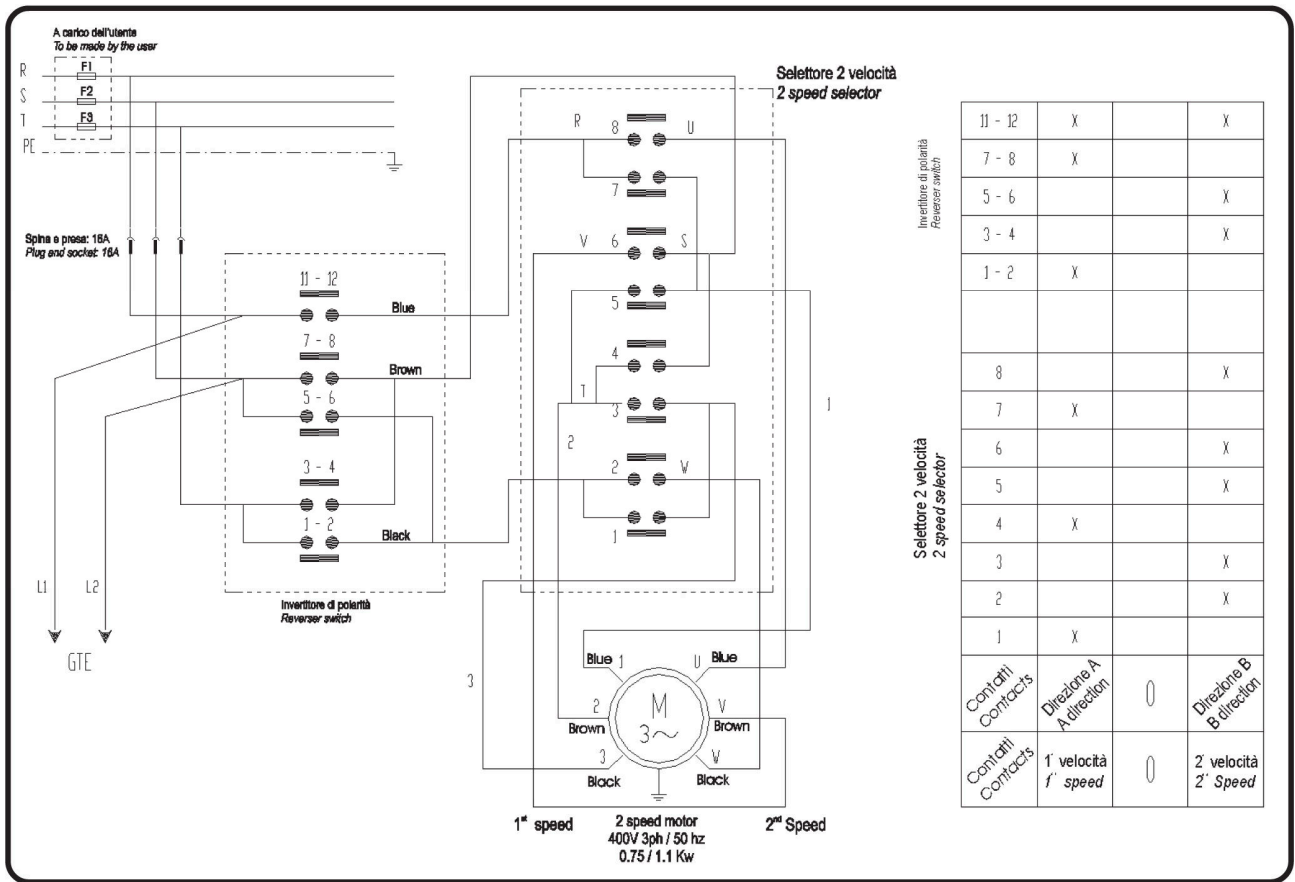 A carico dell'utente
To be made by the user
R
F1
S
F2
T
F3
PE
Spina e presa: 16A
Plug and socket: 16A
11 - 12
Blue
7 - 8
Brown
5 - 6
3 - 4
1 - 2
Black
Invertitore di polarità
Reverser switch
L1
L2
GTE
Selettore 2 velocità
2 speed selector
R
8
U
7
V
6
S
5
4
T
3
2
2
W
1
1
3
Blue
1
U
Blue
2
M
3~
V
Brown
Brown
3
V
Black
Black
1st speed
2 speed motor
400V 3ph / 50 hz
0.75 / 1.1 Kw
2nd Speed
Invertitore di polarità
Reverser switch
11 - 12 X X
7 - 8 X
5 - 6 X
3 - 4 X
1 - 2 X
Selettore 2 velocità
2 speed selector
8 X
7 X
6 X
5 X
4 X
3 X
2 X
1 X
Contatti
Contacts
Direzione A
A direction
0
Direzione B
B direction
Contatti
Contacts
1' velocità
1'' speed
0
2' velocità
2'' Speed